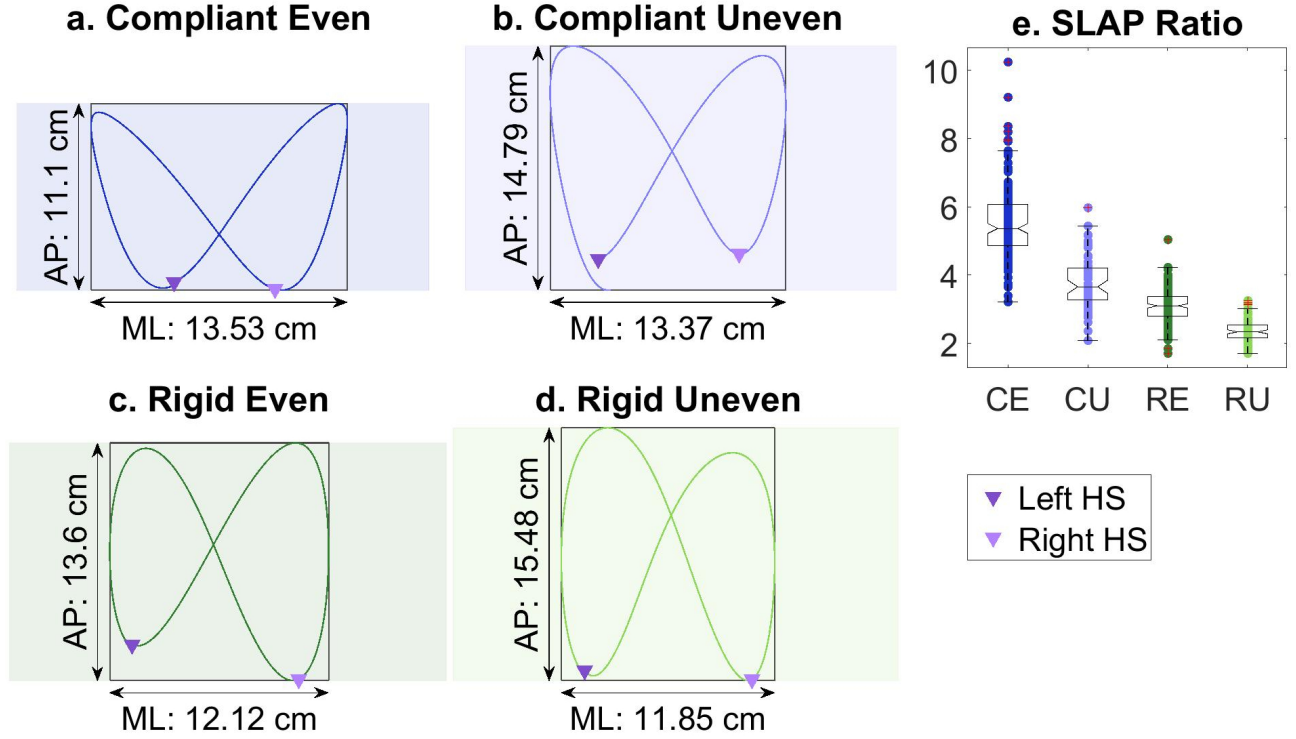 a. Compliant Even
AP: 11.1 cm
ML: 13.53 cm
b. Compliant Uneven
AP: 14.79 cm
ML: 13.37 cm
e. SLAP Ratio
10
8
6
4
2
CE CU RE RU
c. Rigid Even
AP: 13.6 cm
ML: 12.12 cm
d. Rigid Uneven
AP: 15.48 cm
ML: 11.85 cm
Left HS
Right HS